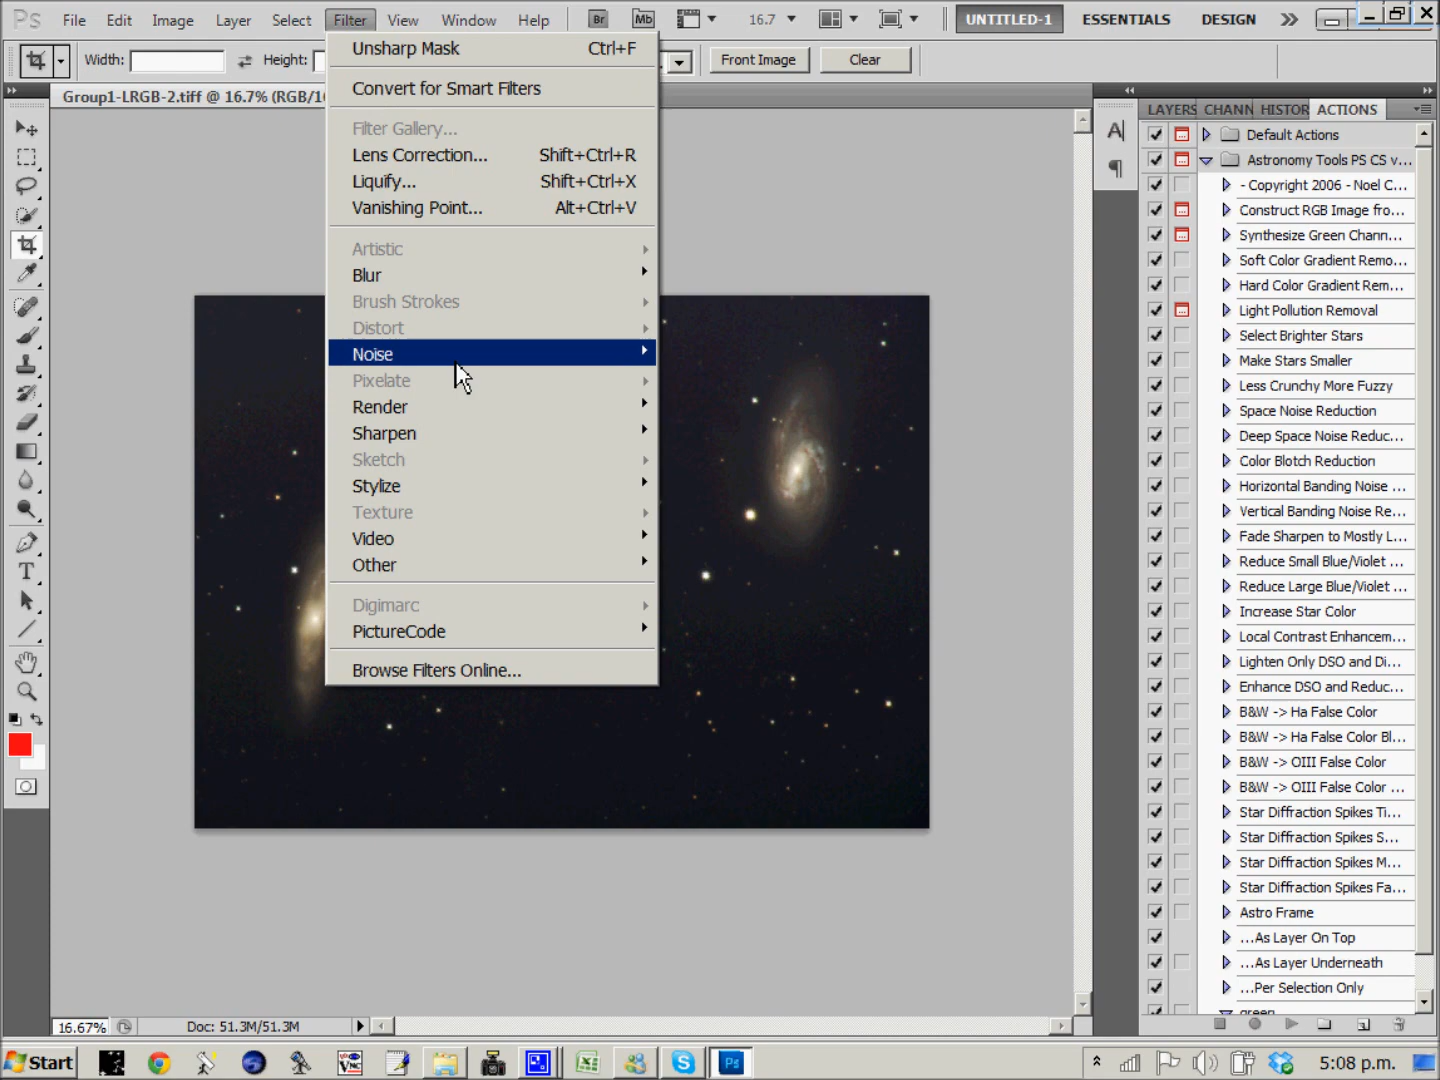 Ps File Edit Image Layer Select Analysis Filter View Window Help Br Mb 16.7 UNTITLED-1 ESSENTIALS DESIGN
Width: Height: Front Image Clear
Group1-LRGB-2.tiff @ 16.7% (RGB/16
Unsharp Mask Ctrl+F
Convert for Smart Filters
Filter Gallery...
Lens Correction... Shift+Ctrl+R
Liquify... Shift+Ctrl+X
Vanishing Point... Alt+Ctrl+V
Artistic
Blur
Brush Strokes
Distort
Noise
Pixelate
Render
Sharpen
Sketch
Stylize
Texture
Video
Other
Digimarc
PictureCode
Browse Filters Online...
LAYERS CHANN HISTOR ACTIONS
Default Actions
Astronomy Tools PS CS v...
- Copyright 2006 - Noel C...
Construct RGB Image fro...
Synthesize Green Chann...
Soft Color Gradient Remo...
Hard Color Gradient Rem...
Light Pollution Removal
Select Brighter Stars
Make Stars Smaller
Less Crunchy More Fuzzy
Space Noise Reduction
Deep Space Noise Reduc...
Color Blotch Reduction
Horizontal Banding Noise ...
Vertical Banding Noise Re...
Fade Sharpen to Mostly L...
Reduce Small Blue/Violet ...
Reduce Large Blue/Violet ...
Increase Star Color
Local Contrast Enhancem...
Lighten Only DSO and Di...
Enhance DSO and Reduc...
B&W -> Ha False Color
B&W -> Ha False Color Bl...
B&W -> OIII False Color
B&W -> OIII False Color ...
Star Diffraction Spikes Ti...
Star Diffraction Spikes S...
Star Diffraction Spikes M...
Star Diffraction Spikes Fa...
Astro Frame
...As Layer On Top
...As Layer Underneath
...Per Selection Only
green
16.67% Doc: 51.3M/51.3M
Start VNC Ps 5:08 p.m.